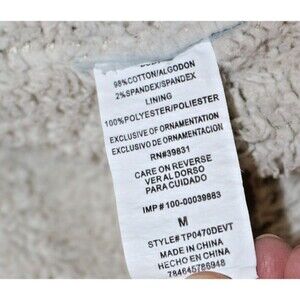 98%COTTON/ALGODON
2%SPANDEX/SPANDEX
LINING
100%POLYESTER/POLIESTER
EXCLUSIVE OF ORNAMENTATION
EXCLUSIVO DE ORNAMENTACION
RN#39831
CARE ON REVERSE
VER AL DORSO
PARA CUIDADO
IMP # 100-00039883
M
STYLE# TP0470DEVT
MADE IN CHINA
HECHO EN CHINA
784645786948